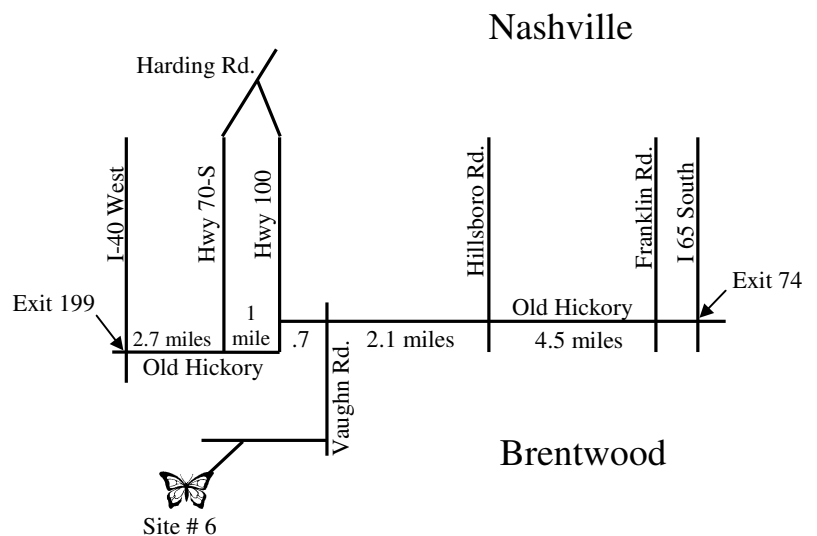 Nashville
Harding Rd.
I-40 West
Hwy 70-S
Hwy 100
Hillsboro Rd.
Franklin Rd.
I 65 South
Exit 74
Exit 199
1
mile
Old Hickory
2.7 miles
.7
2.1 miles
4.5 miles
Old Hickory
Vaughn Rd.
Brentwood
Site # 6